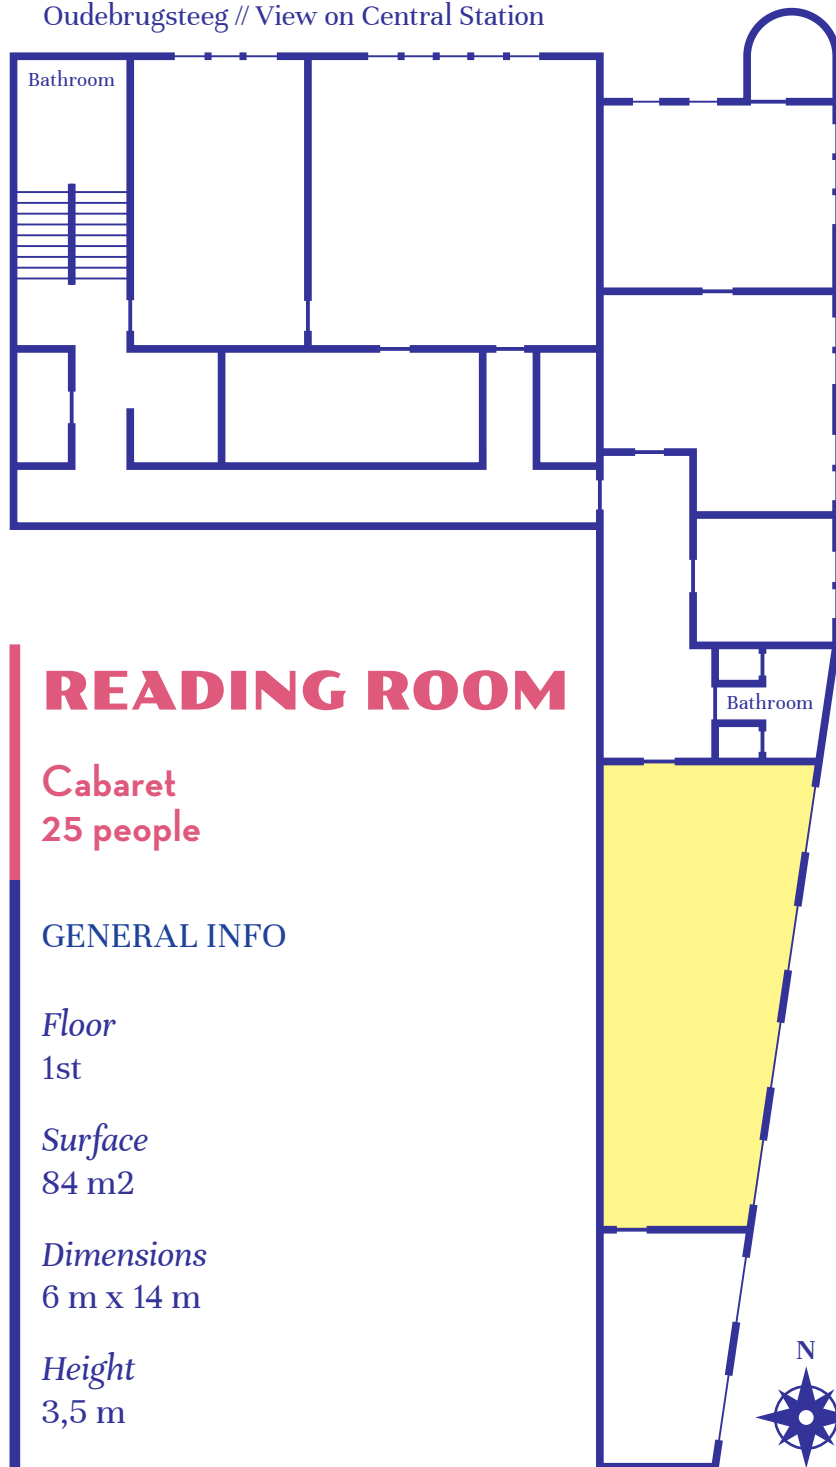 Oudebrugsteeg // View on Central Station
Bathroom
READING ROOM
Bathroom
Cabaret
25 people
GENERAL INFO
Floor
1st
Surface
84 m2
Dimensions
6 m x 14 m
Height
3,5 m
N